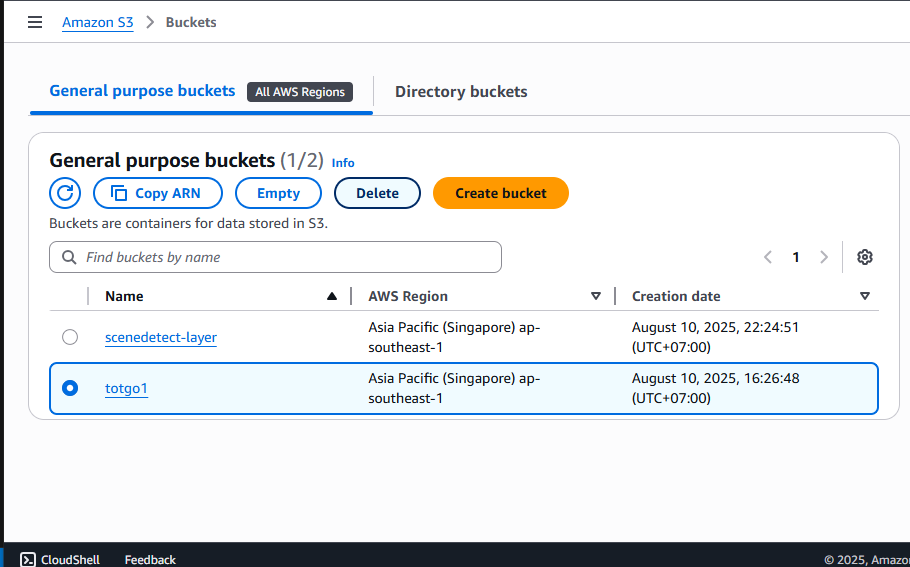 Amazon S3 > Buckets
General purpose buckets All AWS Regions Directory buckets
General purpose buckets (1/2) Info
Copy ARN Empty Delete Create bucket
Buckets are containers for data stored in S3.
Find buckets by name 1
Name AWS Region Creation date
scenedetect-layer
Asia Pacific (Singapore) ap-
southeast-1
August 10, 2025, 22:24:51
(UTC+07:00)
totgo1
Asia Pacific (Singapore) ap-
southeast-1
August 10, 2025, 16:26:48
(UTC+07:00)
CloudShell Feedback © 2025, Amazo